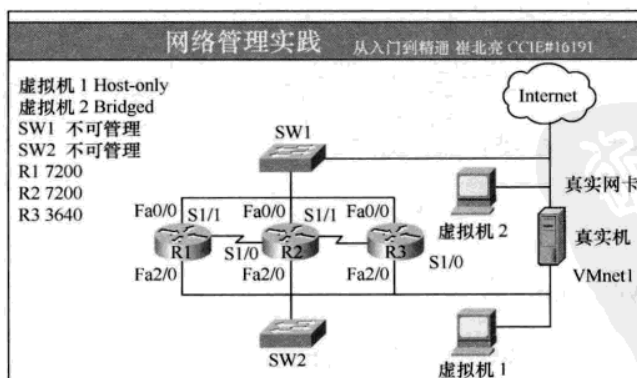 网络管理实践 从入门到精通 崔北亮 CCIE#16191
虚拟机 1 Host-only
虚拟机 2 Bridged
SW1 不可管理
SW2 不可管理
R1 7200
R2 7200
R3 3640
Internet
SW1
真实网卡
虚拟机 2
真实机
VMnet1
Fa0/0 S1/1 Fa0/0 S1/1 Fa0/0
R1 S1/0 R2 R3 S1/0
Fa2/0 Fa2/0 Fa2/0
SW2
虚拟机 1